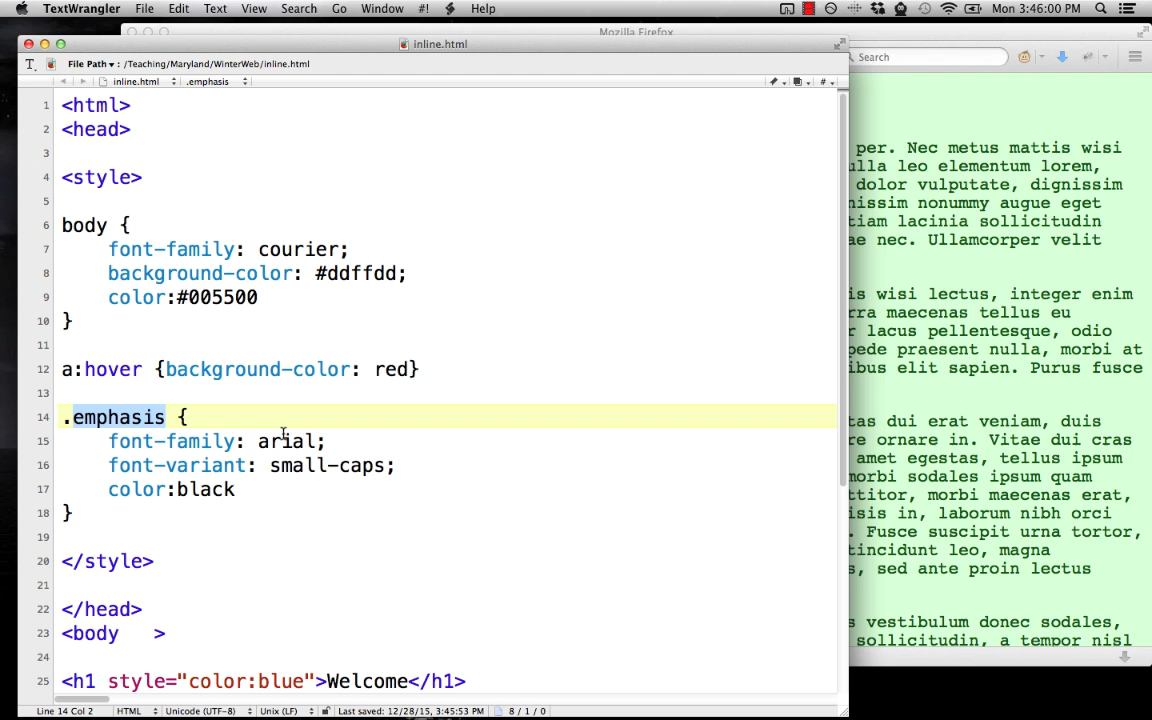 TextWrangler File Edit Text View Search Go Window #! Help Mon 3:46:00 PM
Mozilla Firefox
inline.html
T. File Path : /Teaching/Maryland/WinterWeb/inline.html
inline.html .emphasis #
Search
1 <html>
2 <head>
3
4 <style>
5
6 body {
7 font-family: courier;
8 background-color: #ddffdd;
9 color:#005500
10 }
11
12 a:hover {background-color: red}
13
14 .emphasis {
15 font-family: arial;
16 font-variant: small-caps;
17 color:black
18 }
19
20 </style>
21
22 </head>
23 <body >
24
25 <h1 style="color:blue">Welcome</h1>
Line 14 Col 2 HTML Unicode (UTF-8) Unix (LF) Last saved: 12/28/15, 3:45:53 PM 8 / 1 / 0
per. Nec metus mattis wisi
ulla leo elementum lorem,
dolor vulputate, dignissim
nissim nonummy augue eget
tiam lacinia sollicitudin
ae nec. Ullamcorper velit
is wisi lectus, integer enim
rra maecenas tellus eu
r lacus pellentesque, odio
pede praesent nulla, morbi at
ibus elit sapien. Purus fusce
tas dui erat veniam, duis
re ornare in. Vitae dui cras
amet egestas, tellus ipsum
morbi sodales ipsum quam
ttitor, morbi maecenas erat,
isis in, laborum nibh orci
. Fusce suscipit urna tortor,
tincidunt leo, magna
s, sed ante proin lectus
s vestibulum donec sodales,
sollicitudin, a tempor nisl